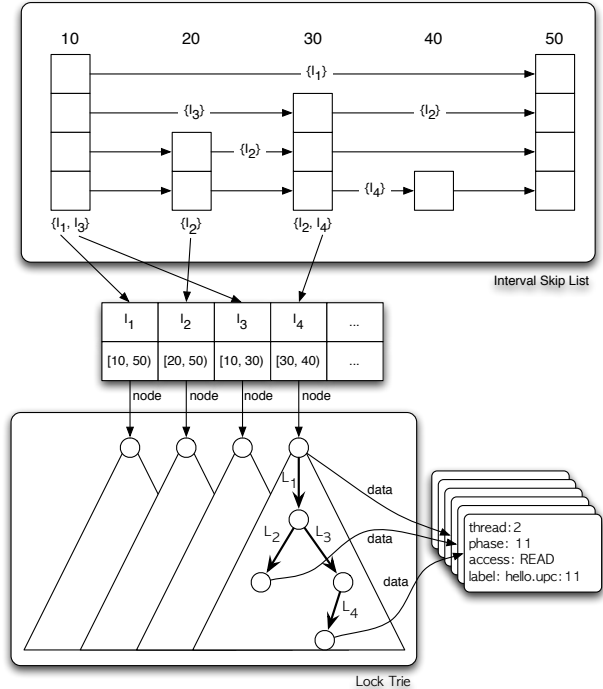 10 20 30 40 50
{I₁}
{I₃} {I₂}
{I₂}
{I₄}
{I₁, I₃} {I₂} {I₂, I₄}
Interval Skip List
I₁ I₂ I₃ I₄ ...
[10, 50) [20, 50) [10, 30) [30, 40) ...
node node node node
L₁
data
L₂ L₃
data
data
L₄
thread:2
phase: 11
access: READ
label: hello.upc:11
Lock Trie